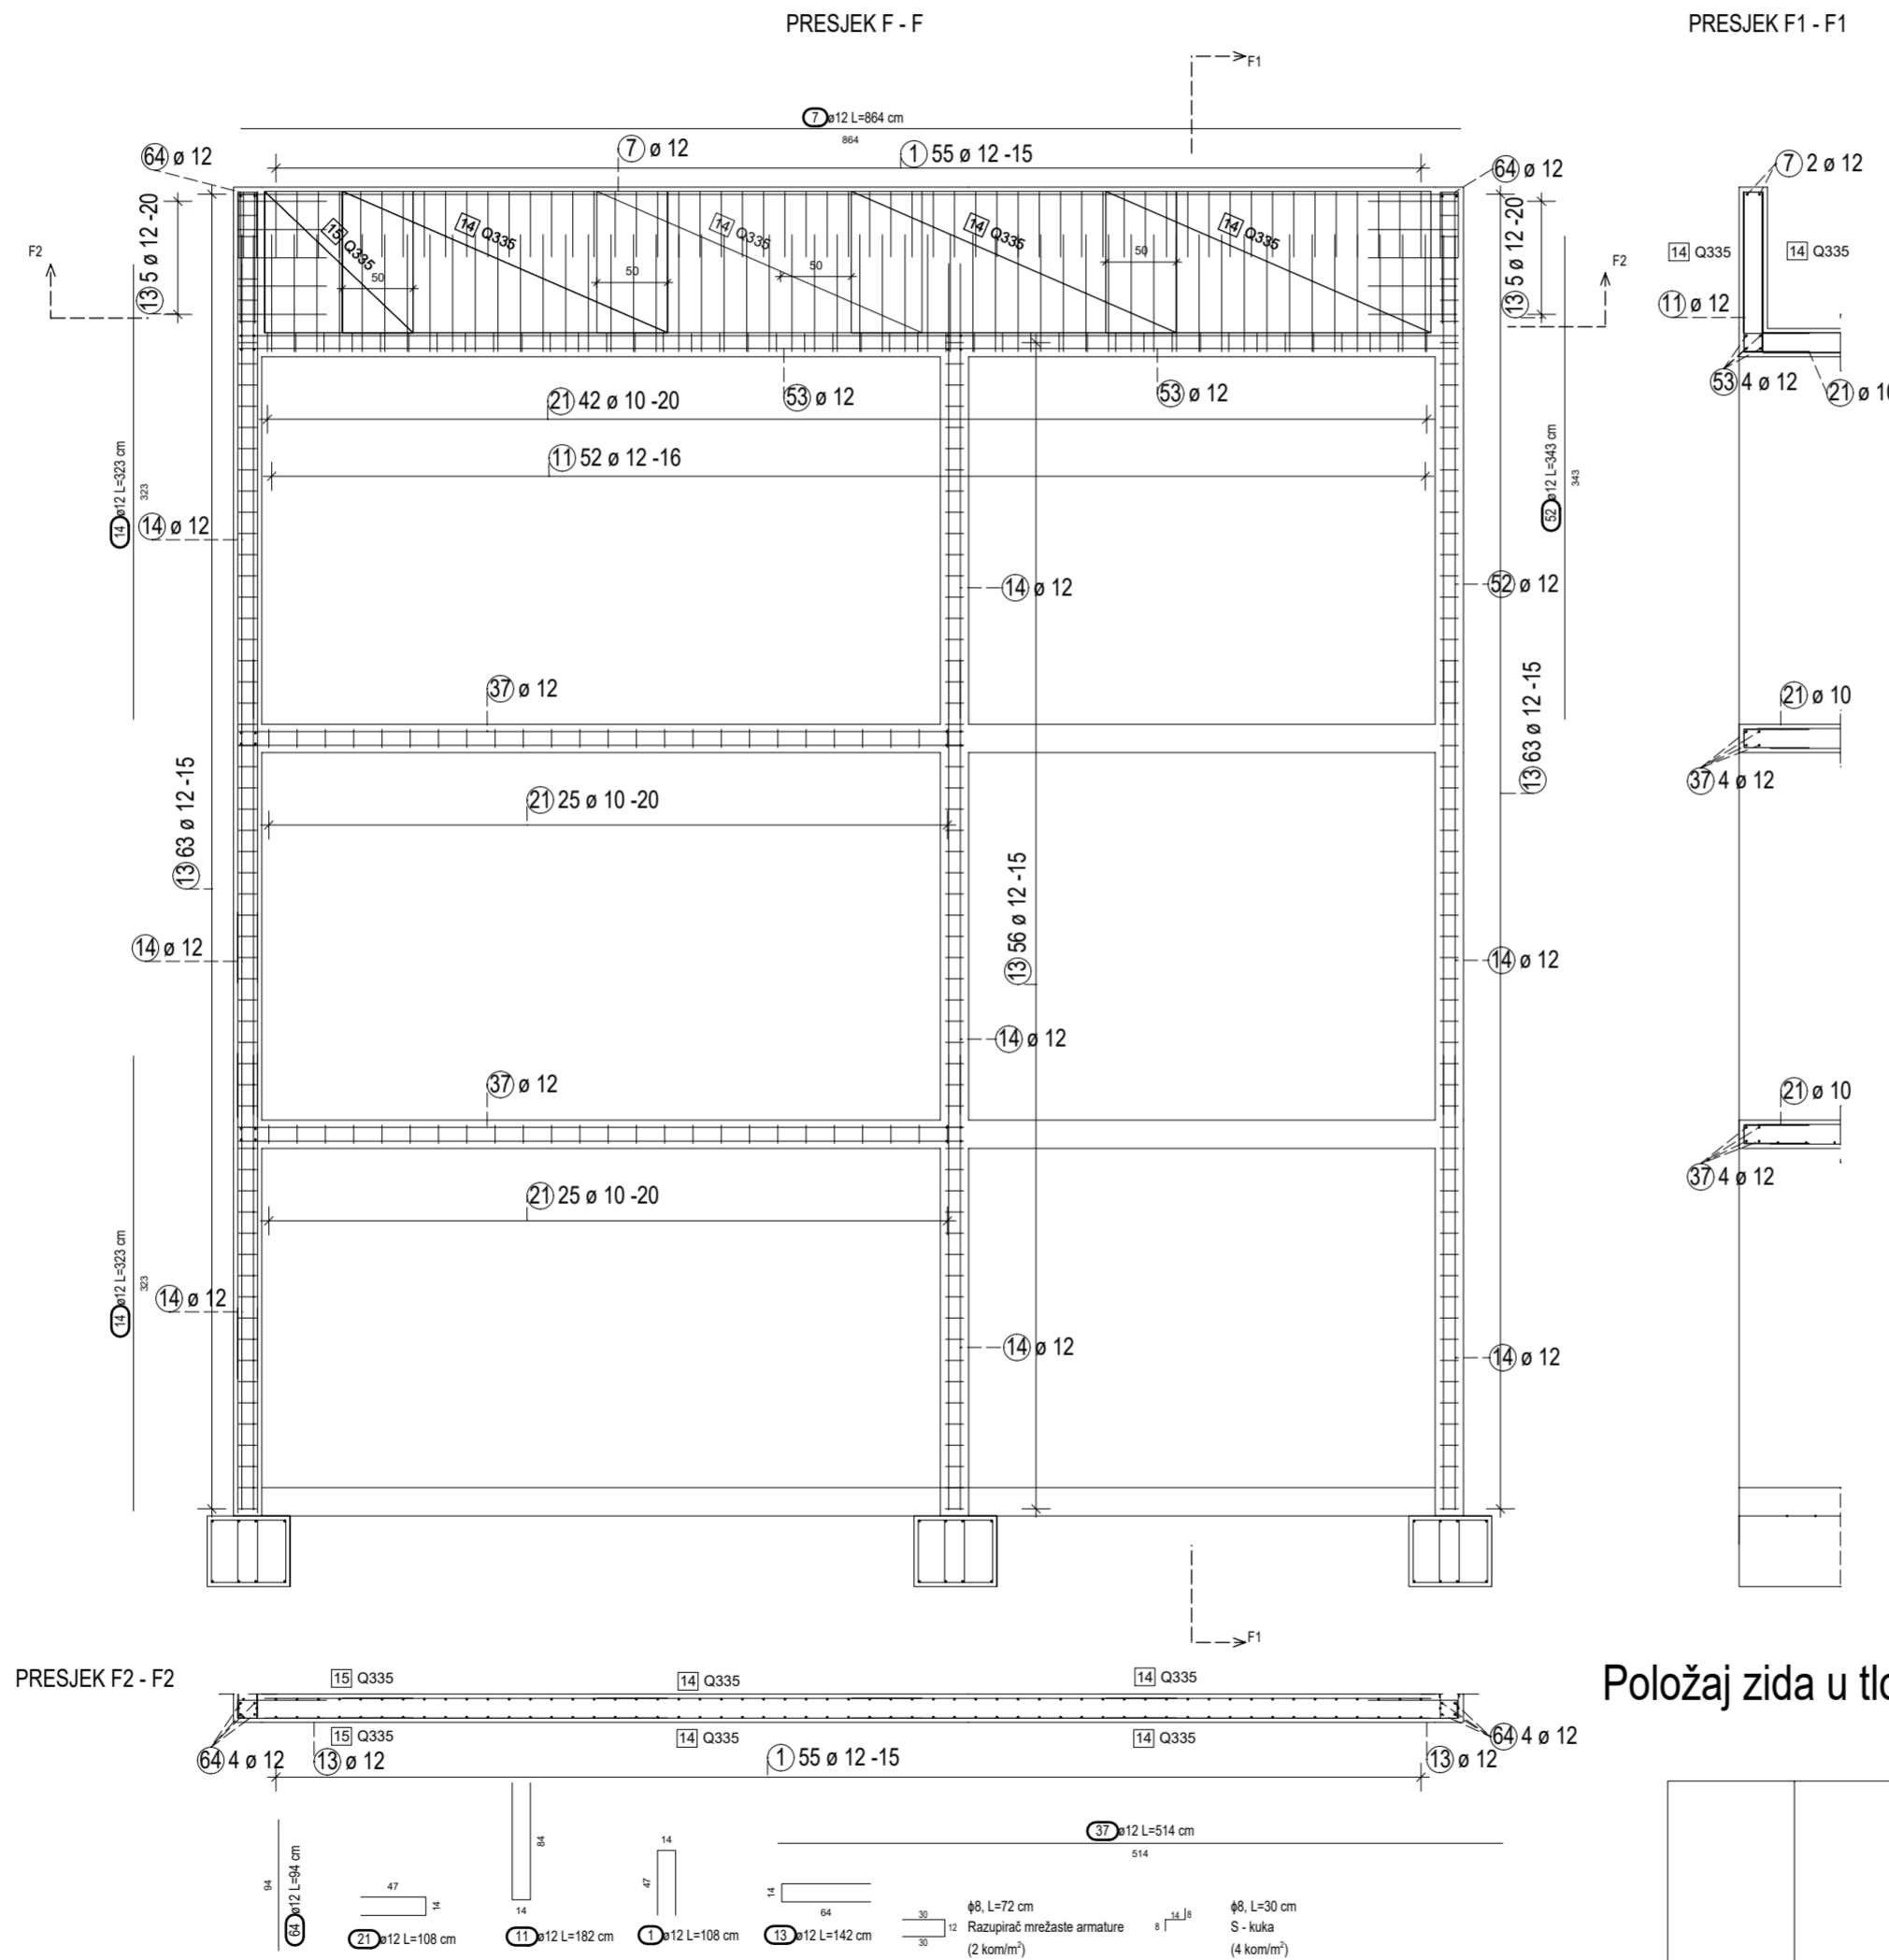 PRESJEK F - F
PRESJEK F1 - F1
F1
7 ø12 L=864 cm
864
64 ø 12
7 ø 12
1 55 ø 12 -15
64 ø 12
7 2 ø 12
13 5 ø 12 -20
15 Q335
14 Q335
14 Q335
14 Q335
14 Q335
13 5 ø 12 -20
50
50
50
50
F2
F2
14 Q335
14 Q335
11 ø 12
53 ø 12
53 ø 12
53 4 ø 12
21 ø 10
21 42 ø 10 -20
11 52 ø 12 -16
14 ø12 L=323 cm
323
14 ø 12
14 ø 12
52 ø 12
52 ø12 L=343 cm
343
37 ø 12
21 ø 10
37 4 ø 12
13 63 ø 12 -15
13 63 ø 12 -15
21 25 ø 10 -20
13 56 ø 12 -15
14 ø 12
14 ø 12
14 ø 12
37 ø 12
21 ø 10
37 4 ø 12
21 25 ø 10 -20
14 ø12 L=323 cm
323
14 ø 12
14 ø 12
14 ø 12
F1
PRESJEK F2 - F2
15 Q335
14 Q335
14 Q335
15 Q335
14 Q335
14 Q335
64 4 ø 12
13 ø 12
1 55 ø 12 -15
13 ø 12
64 4 ø 12
Položaj zida u tlo
94
64 ø12 L=94 cm
47
14
21 ø12 L=108 cm
84
14
11 ø12 L=182 cm
14
47
1 ø12 L=108 cm
14
64
13 ø12 L=142 cm
37 ø12 L=514 cm
514
30
12
30
ϕ8, L=72 cm
Razupirač mrežaste armature
(2 kom/m²)
14
8
8
ϕ8, L=30 cm
S - kuka
(4 kom/m²)